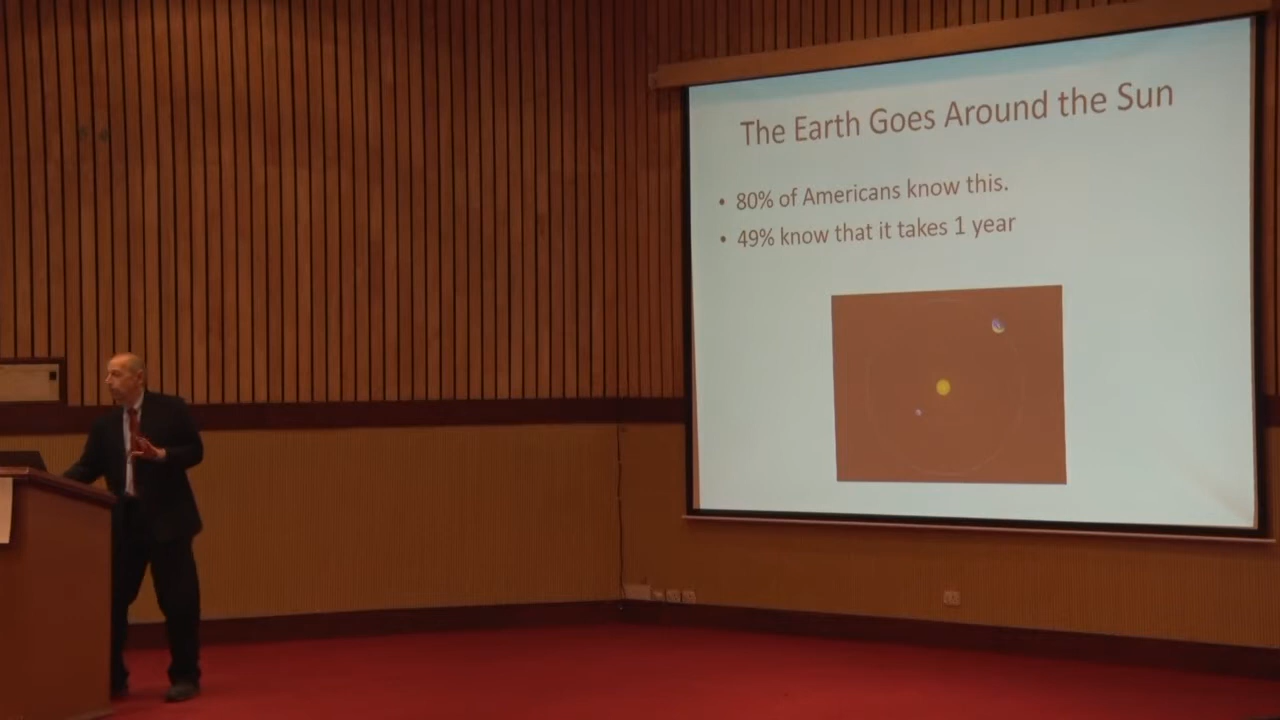 The Earth Goes Around the Sun
• 80% of Americans know this.
• 49% know that it takes 1 year